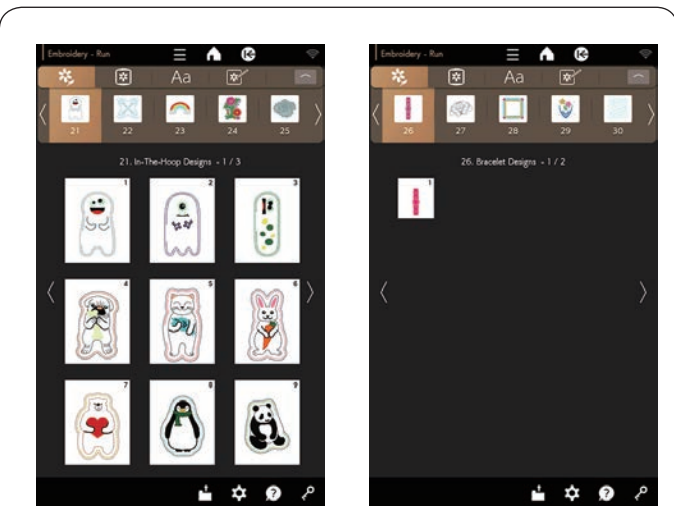 Embroidery - Run
Aa
21 22 23 24 25
21. In-The-Hoop Designs - 1 / 3
1 2 3
4 5 6
7 8 9
Embroidery - Run
Aa
26 27 28 29 30
26. Bracelet Designs - 1 / 2
1